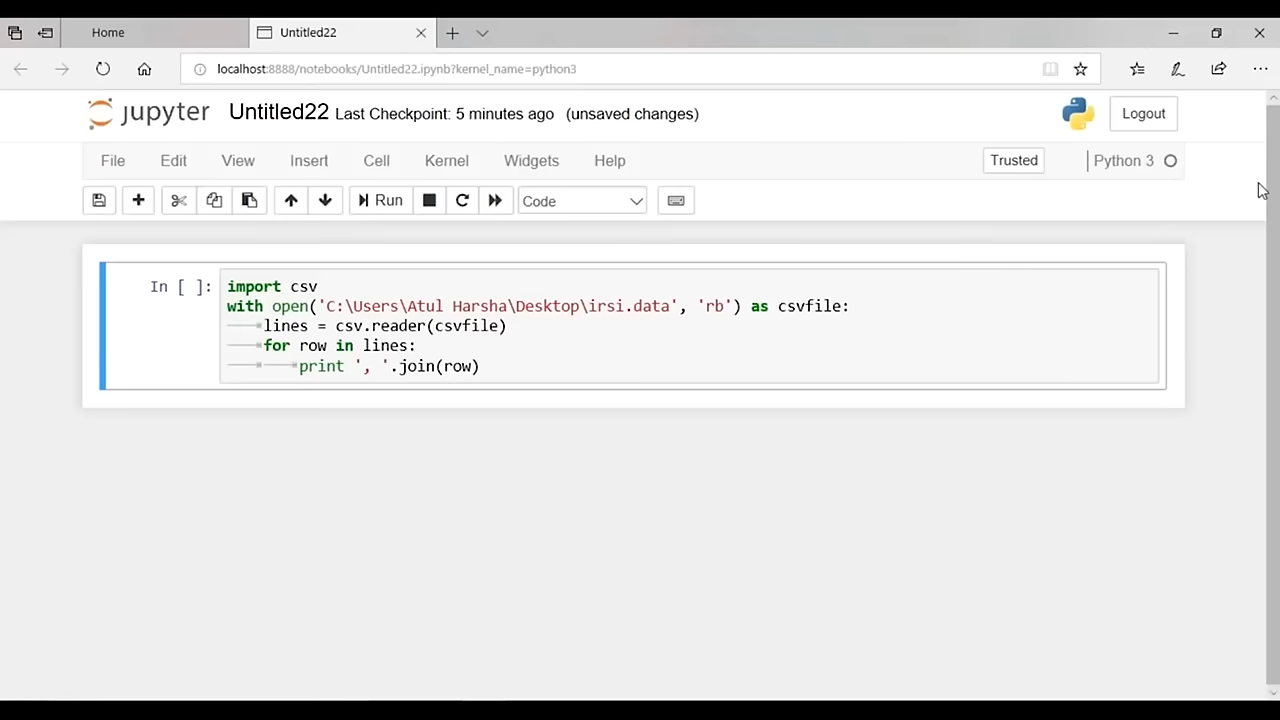 Home
Untitled22
localhost:8888/notebooks/Untitled22.ipynb?kernel_name=python3
jupyter Untitled22 Last Checkpoint: 5 minutes ago (unsaved changes)
Logout
File Edit View Insert Cell Kernel Widgets Help
Trusted
Python 3
Run
Code
In [ ]:
import csv
with open('C:\Users\Atul Harsha\Desktop\irsi.data', 'rb') as csvfile:
lines = csv.reader(csvfile)
for row in lines:
print ', '.join(row)